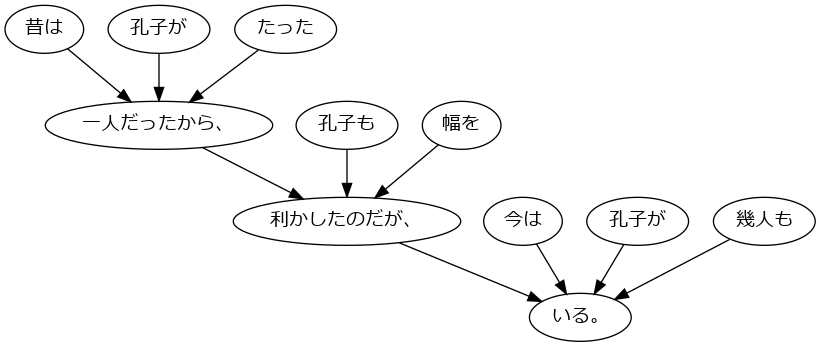 昔は
孔子が
たった
一人だったから、
孔子も
幅を
利かしたのだが、
今は
孔子が
幾人も
いる。